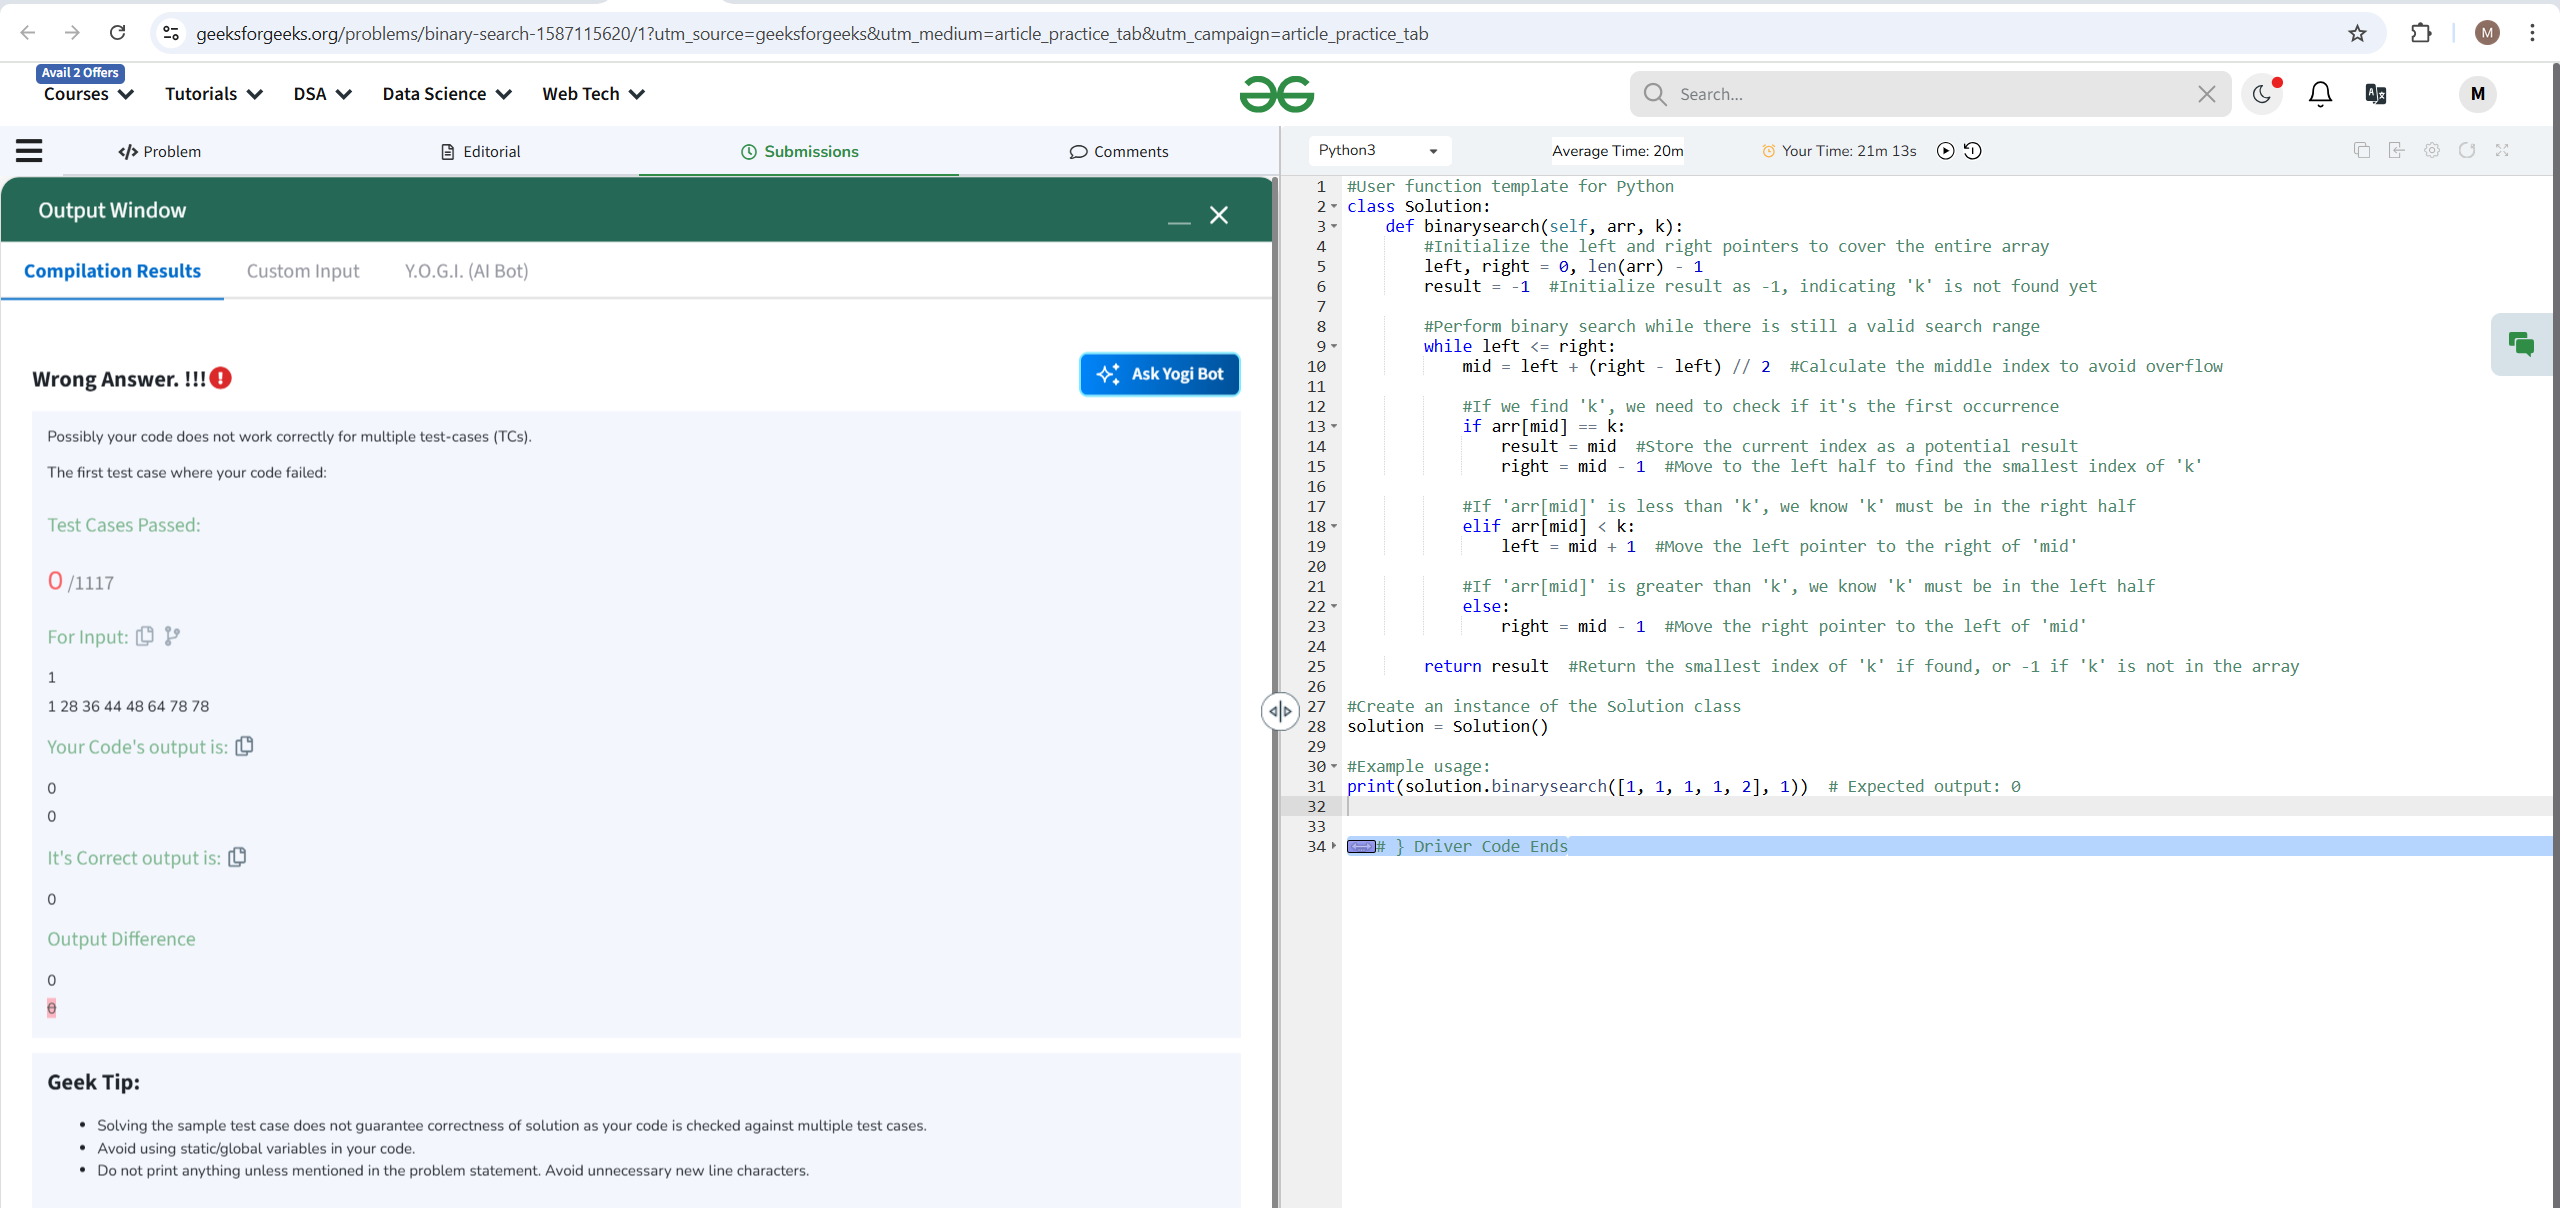 geeksforgeeks.org/problems/binary-search-1587115620/1?utm_source=geeksforgeeks&utm_medium=article_practice_tab&utm_campaign=article_practice_tab
M
Avail 2 Offers
Courses
Tutorials
DSA
Data Science
Web Tech
Search...
M
Problem
Editorial
Submissions
Comments
Python3
Average Time: 20m
Your Time: 21m 13s
Output Window
Compilation Results
Custom Input
Y.O.G.I. (AI Bot)
Wrong Answer. !!!
Ask Yogi Bot
Possibly your code does not work correctly for multiple test-cases (TCs).
The first test case where your code failed:
Test Cases Passed:
0 /1117
For Input:
1
1 28 36 44 48 64 78 78
Your Code's output is:
0
0
It's Correct output is:
0
Output Difference
0
0
Geek Tip:
• Solving the sample test case does not guarantee correctness of solution as your code is checked against multiple test cases.
• Avoid using static/global variables in your code.
• Do not print anything unless mentioned in the problem statement. Avoid unnecessary new line characters.
1 #User function template for Python
2 class Solution:
3     def binarysearch(self, arr, k):
4         #Initialize the left and right pointers to cover the entire array
5         left, right = 0, len(arr) - 1
6         result = -1  #Initialize result as -1, indicating 'k' is not found yet
7
8         #Perform binary search while there is still a valid search range
9         while left <= right:
10             mid = left + (right - left) // 2  #Calculate the middle index to avoid overflow
11
12             #If we find 'k', we need to check if it's the first occurrence
13             if arr[mid] == k:
14                 result = mid  #Store the current index as a potential result
15                 right = mid - 1  #Move to the left half to find the smallest index of 'k'
16
17             #If 'arr[mid]' is less than 'k', we know 'k' must be in the right half
18             elif arr[mid] < k:
19                 left = mid + 1  #Move the left pointer to the right of 'mid'
20
21             #If 'arr[mid]' is greater than 'k', we know 'k' must be in the left half
22             else:
23                 right = mid - 1  #Move the right pointer to the left of 'mid'
24
25         return result  #Return the smallest index of 'k' if found, or -1 if 'k' is not in the array
26
27 #Create an instance of the Solution class
28 solution = Solution()
29
30 #Example usage:
31 print(solution.binarysearch([1, 1, 1, 1, 2], 1))  # Expected output: 0
32
33
34 # } Driver Code Ends